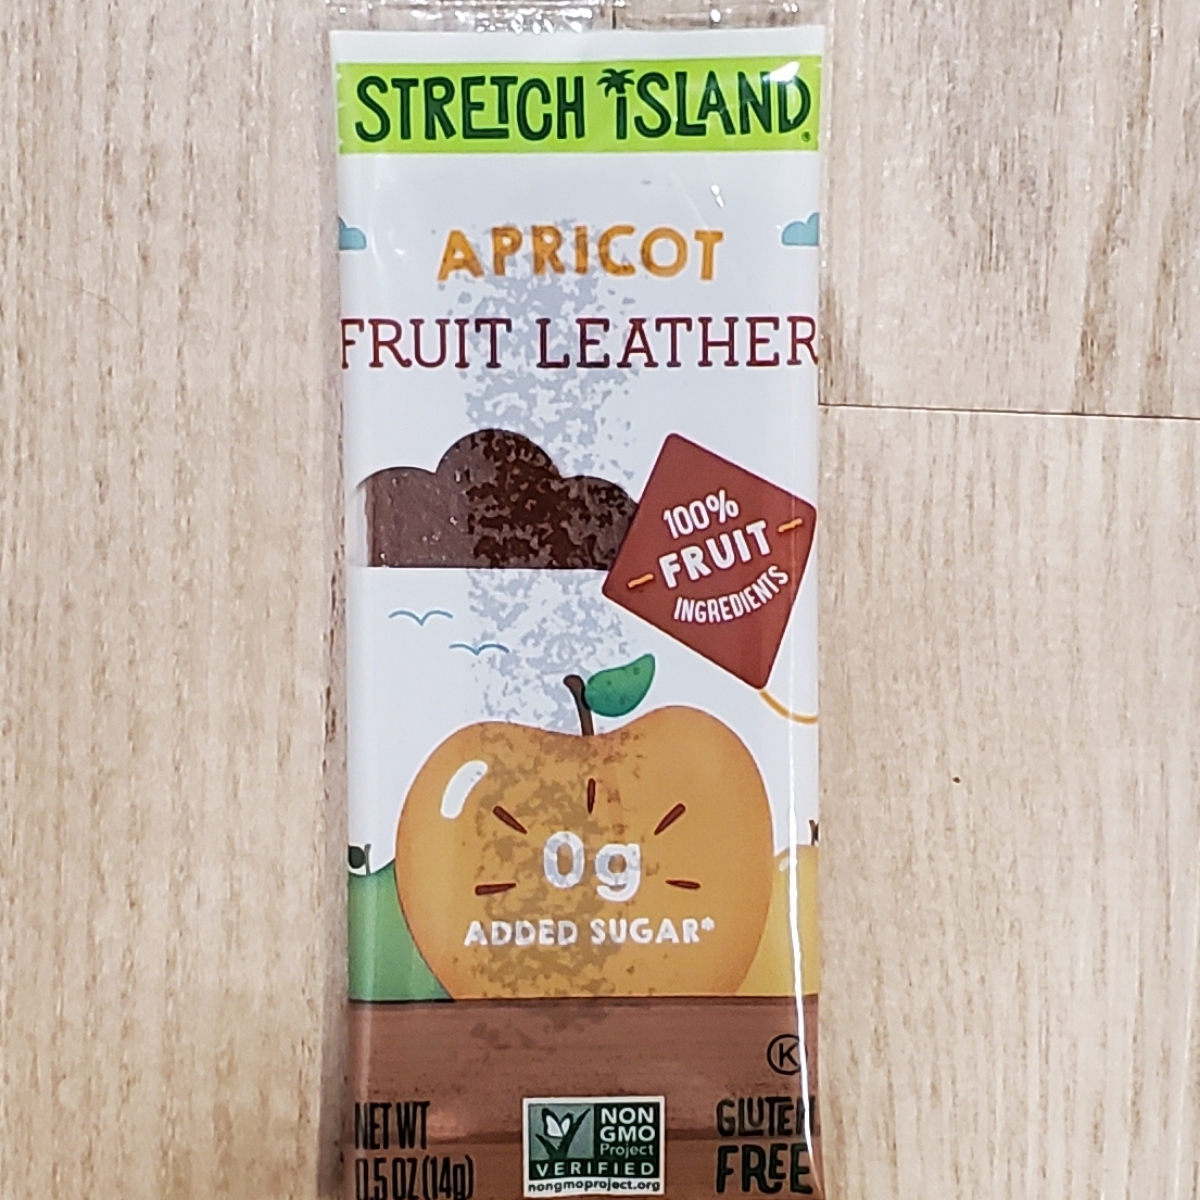 STRETCH ISLAND®
APRICOT
FRUIT LEATHER
100%
FRUIT
INGREDIENTS
0g
ADDED SUGAR*
K
NET WT
0.5 OZ (14g)
NON
GMO
Project
VERIFIED
nongmoproject.org
GLUTEN
FREE